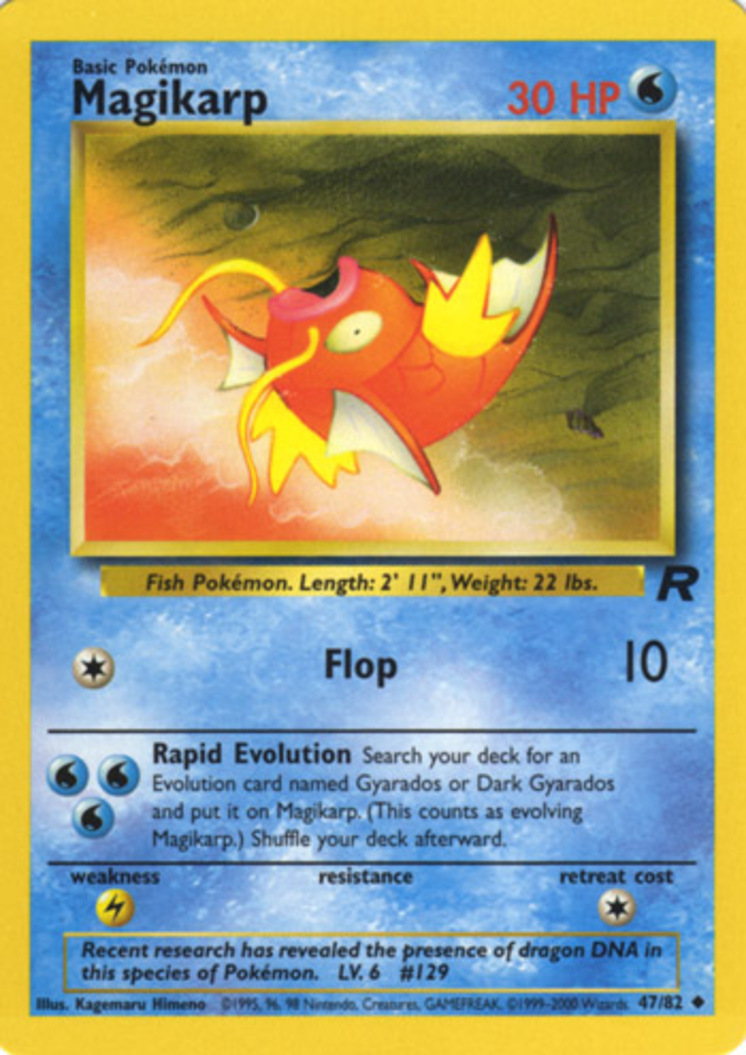 Basic Pokémon
Magikarp
30 HP
Fish Pokémon. Length: 2' 11", Weight: 22 lbs.
R
Flop
10
Rapid Evolution Search your deck for an
Evolution card named Gyarados or Dark Gyarados
and put it on Magikarp. (This counts as evolving
Magikarp.) Shuffle your deck afterward.
weakness
resistance
retreat cost
Recent research has revealed the presence of dragon DNA in
this species of Pokémon. LV. 6 #129
Illus. Kagemaru Himeno ©1995, 96, 98 Nintendo, Creatures, GAMEFREAK. ©1999-2000 Wizards. 47/82